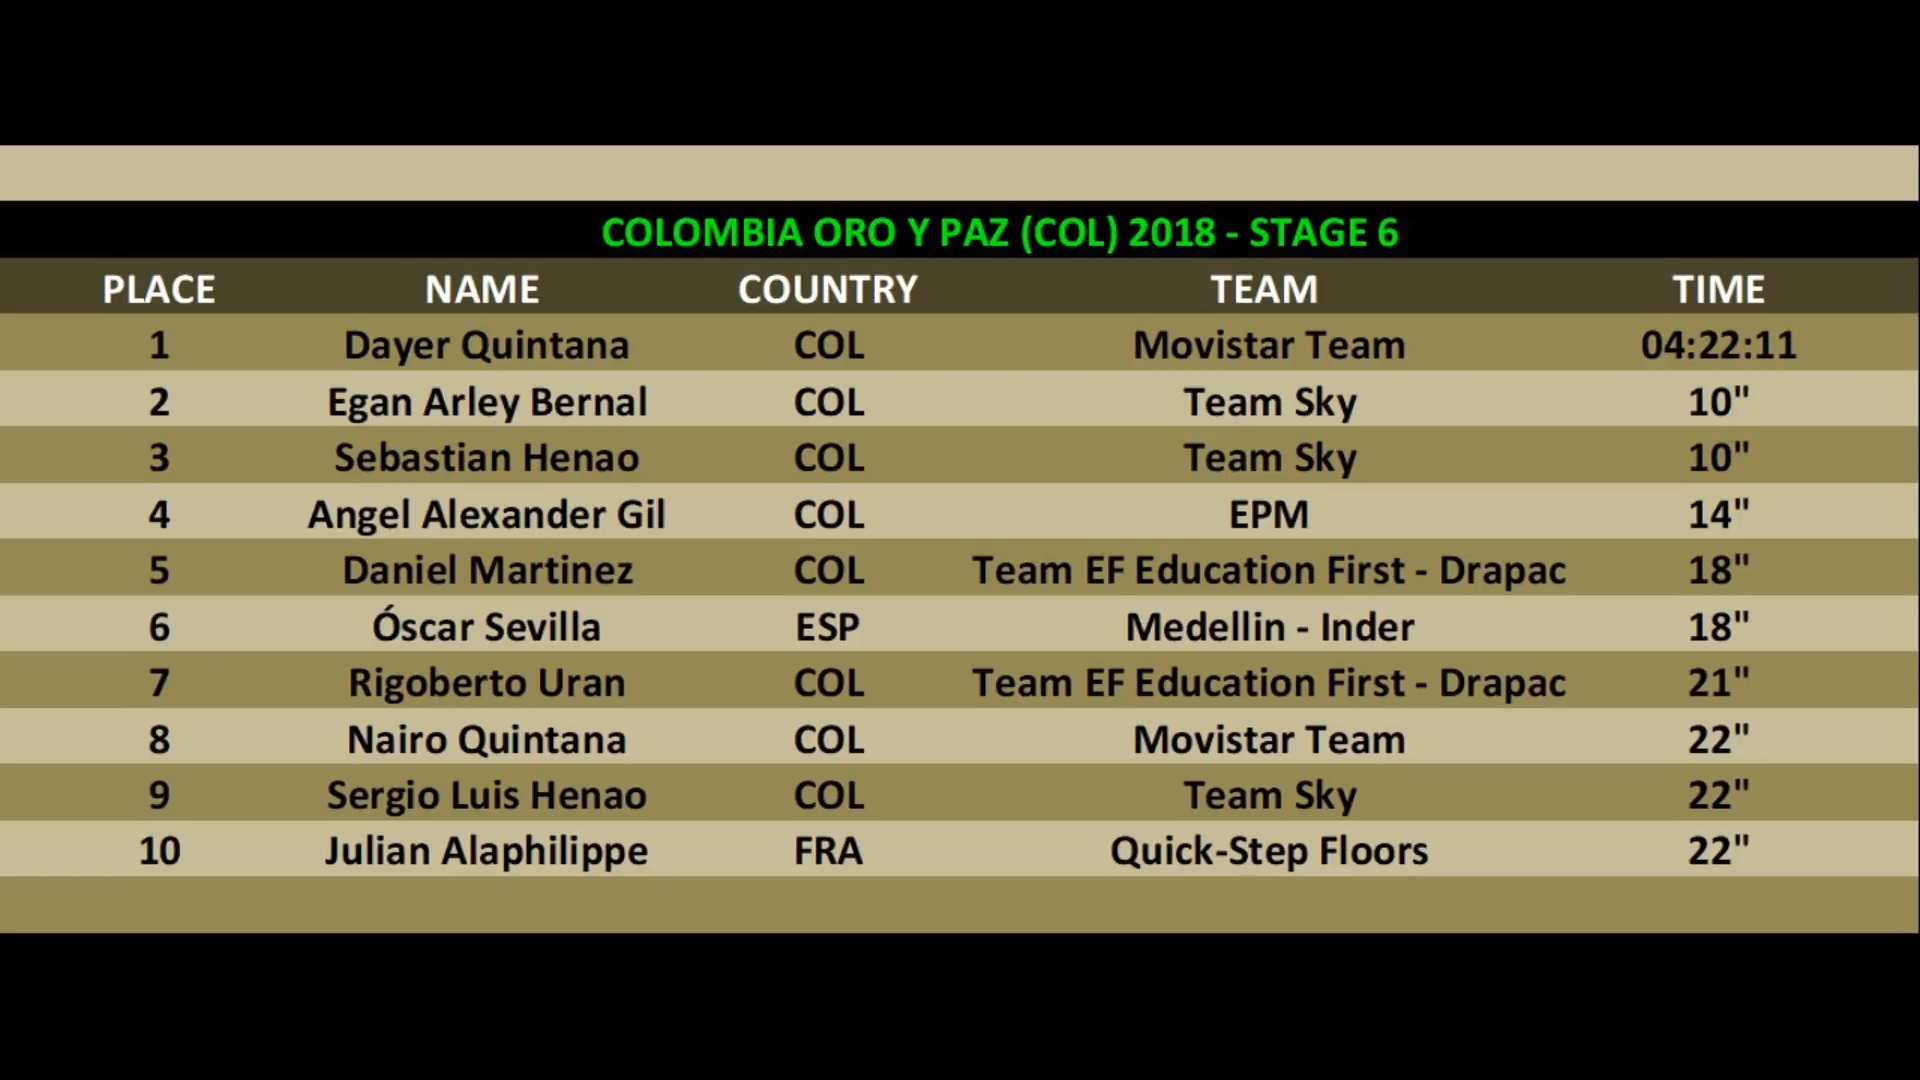 COLOMBIA ORO Y PAZ (COL) 2018 - STAGE 6
PLACE NAME COUNTRY TEAM TIME
1 Dayer Quintana COL Movistar Team 04:22:11
2 Egan Arley Bernal COL Team Sky 10"
3 Sebastian Henao COL Team Sky 10"
4 Angel Alexander Gil COL EPM 14"
5 Daniel Martinez COL Team EF Education First - Drapac 18"
6 Óscar Sevilla ESP Medellin - Inder 18"
7 Rigoberto Uran COL Team EF Education First - Drapac 21"
8 Nairo Quintana COL Movistar Team 22"
9 Sergio Luis Henao COL Team Sky 22"
10 Julian Alaphilippe FRA Quick-Step Floors 22"